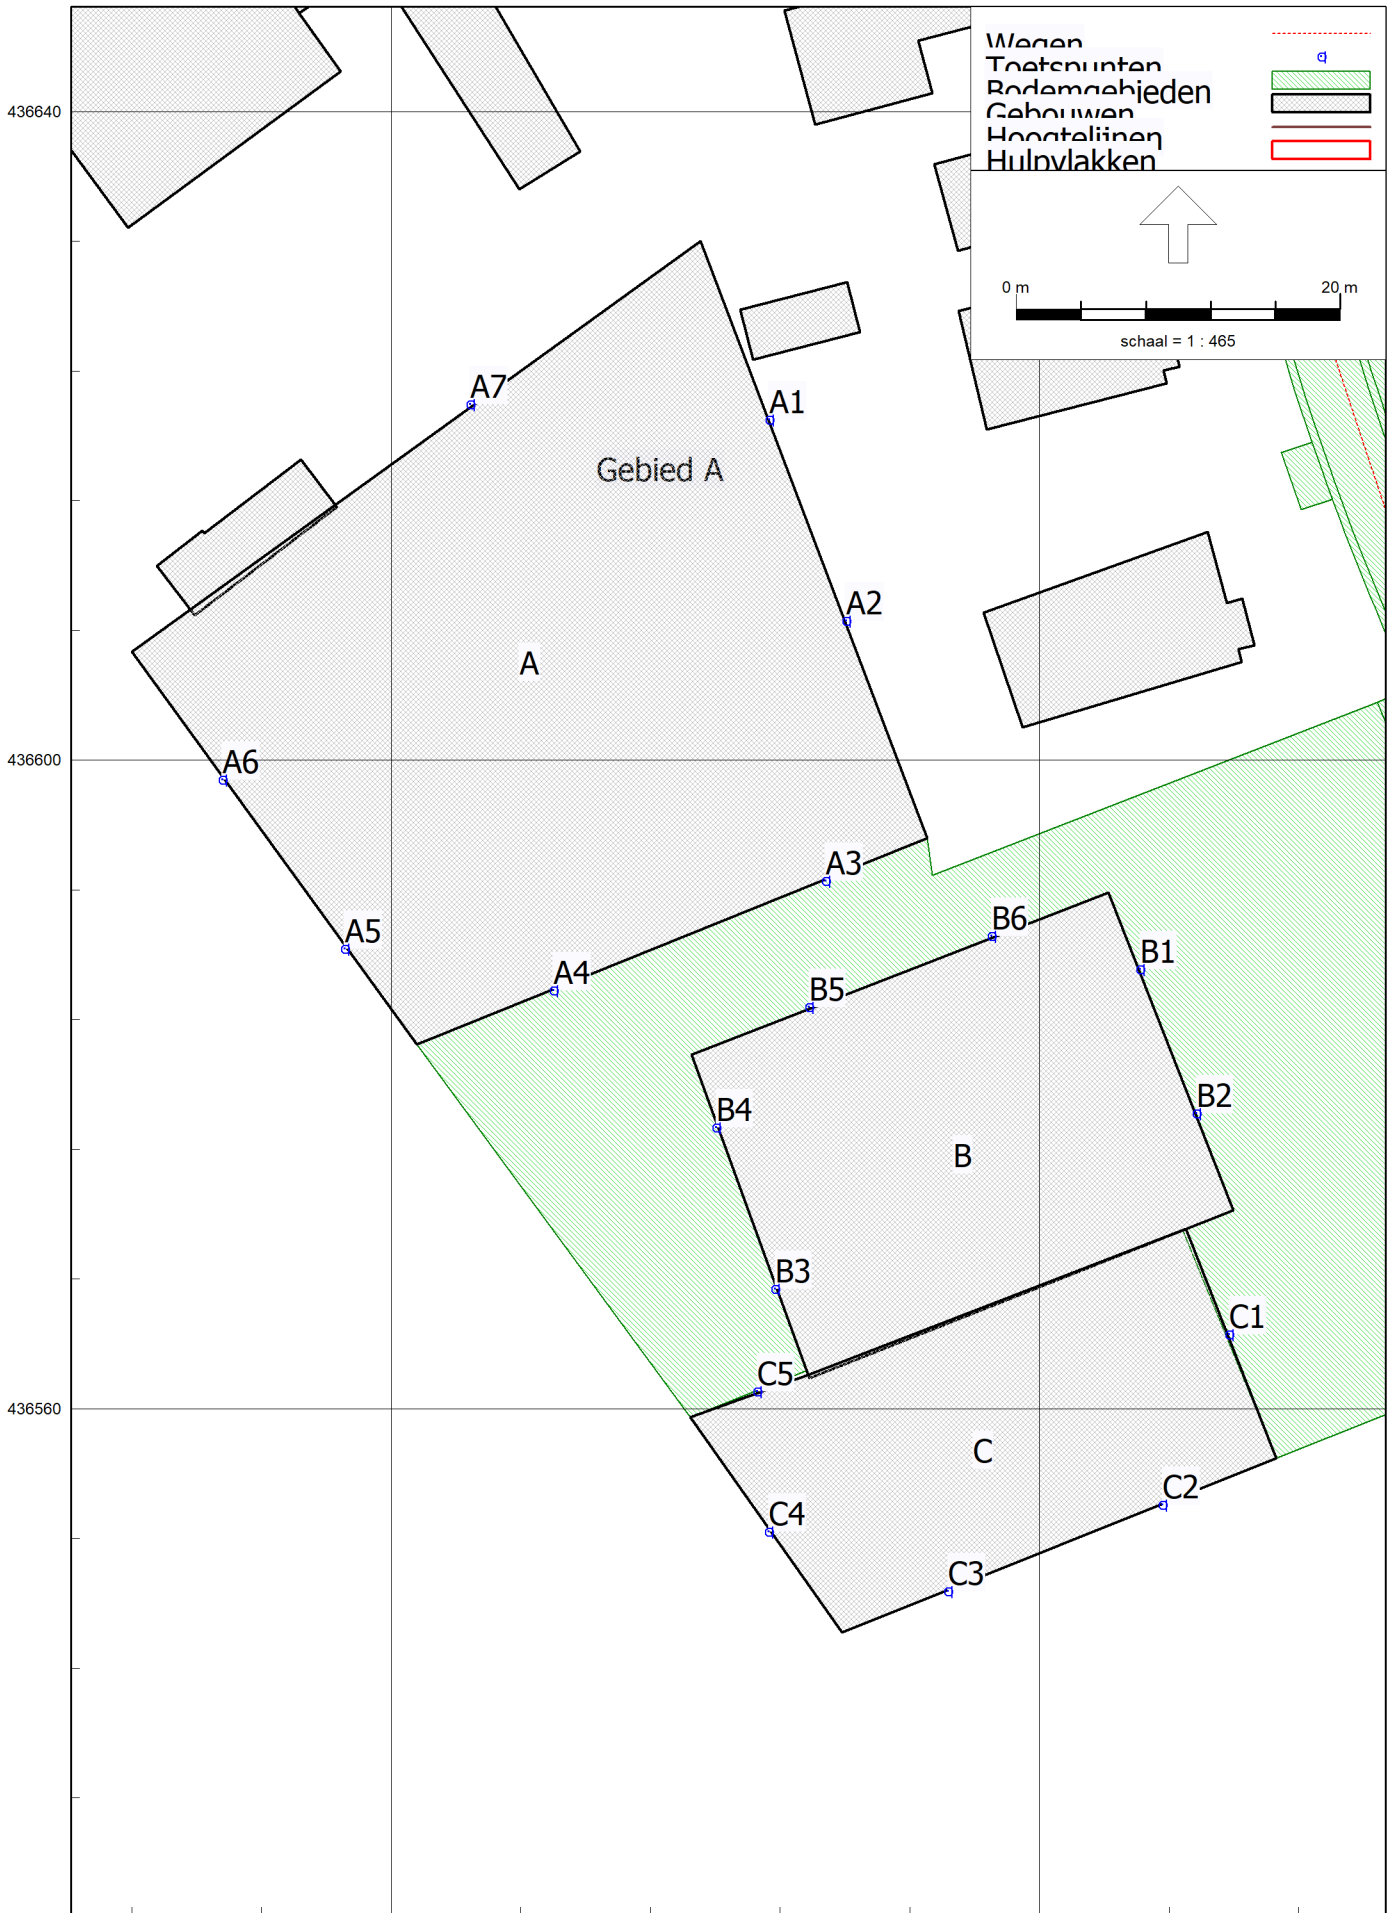 Wegen
Toetspunten
Bodemgebieden
Gebouwen
Hoogtelijnen
Hulpvlakken
436640
0 m 20 m
schaal = 1 : 465
A7
A1
Gebied A
A2
A
436600
A6
A3
A5
B6
B1
A4
B5
B4
B2
B
B3
C1
C5
436560
C
C2
C4
C3